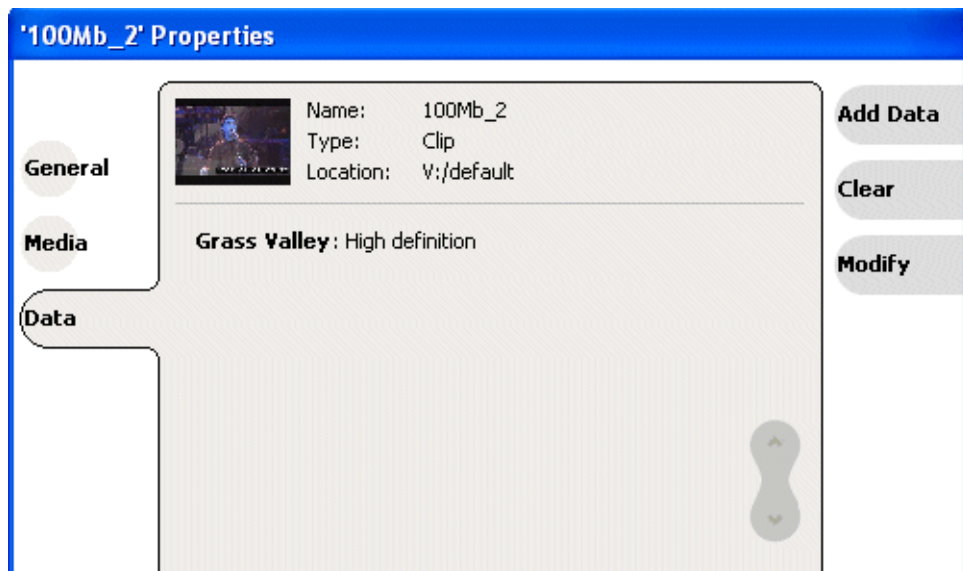 '100Mb_2' Properties
General
Media
Data
Name: 100Mb_2
Type: Clip
Location: V:/default
Grass Valley: High definition
Add Data
Clear
Modify